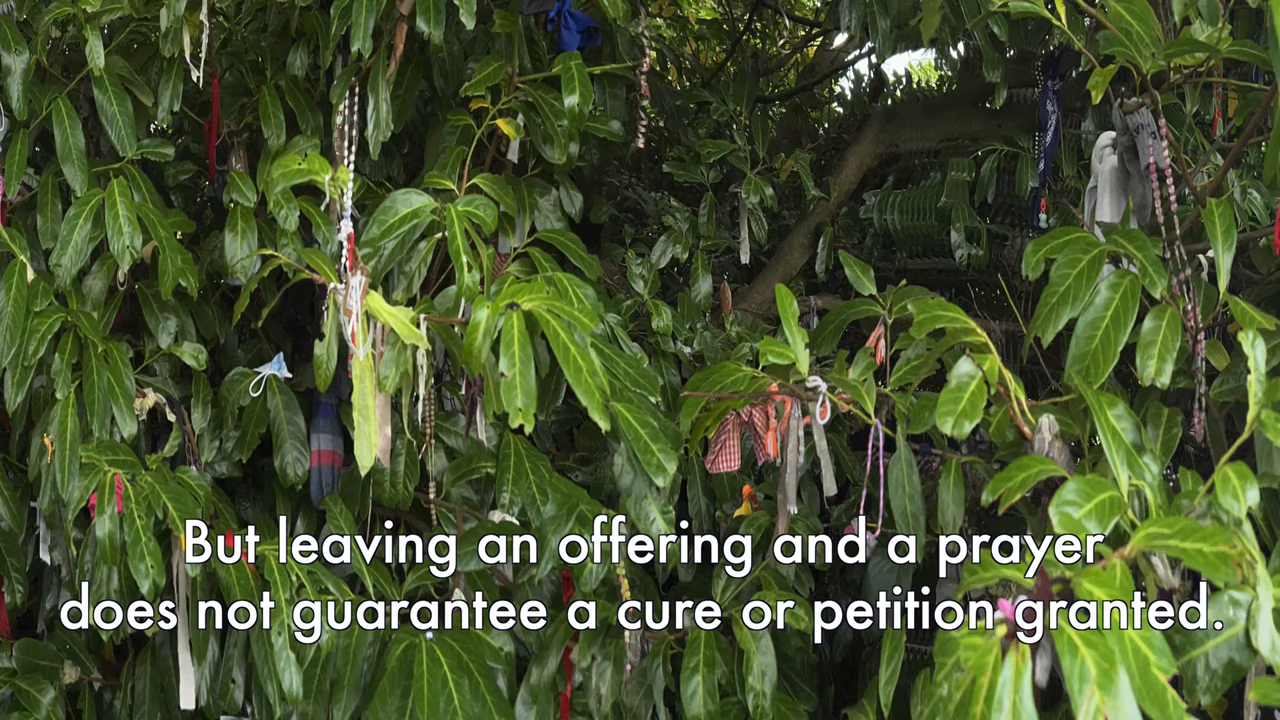 But leaving an offering and a prayer
does not guarantee a cure or petition granted.